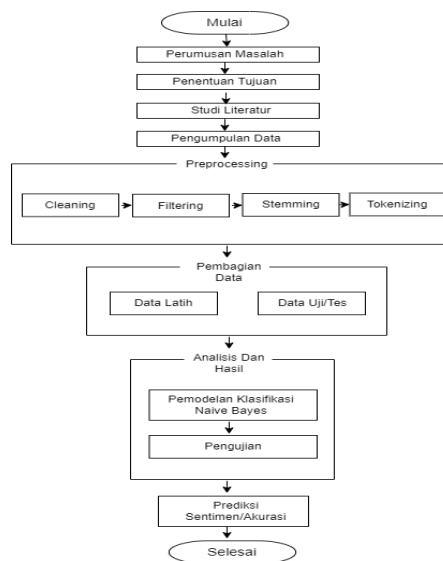 Mulai
Perumusan Masalah
Penentuan Tujuan
Studi Literatur
Pengumpulan Data
Preprocessing
Cleaning
Filtering
Stemming
Tokenizing
Pembagian
Data
Data Latih
Data Uji/Tes
Analisis Dan
Hasil
Pemodelan Klasifikasi
Naive Bayes
Pengujian
Prediksi
Sentimen/Akurasi
Selesai